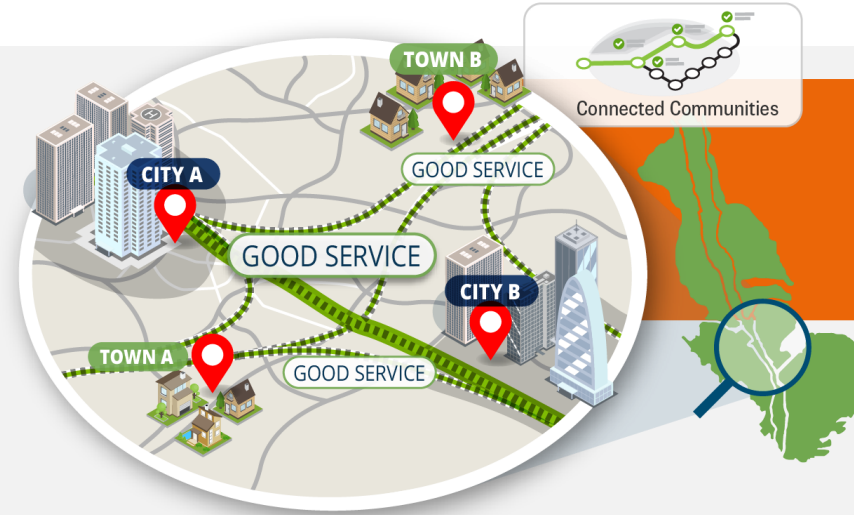 TOWN B
Connected Communities
CITY A
GOOD SERVICE
GOOD SERVICE
CITY B
TOWN A
GOOD SERVICE
H